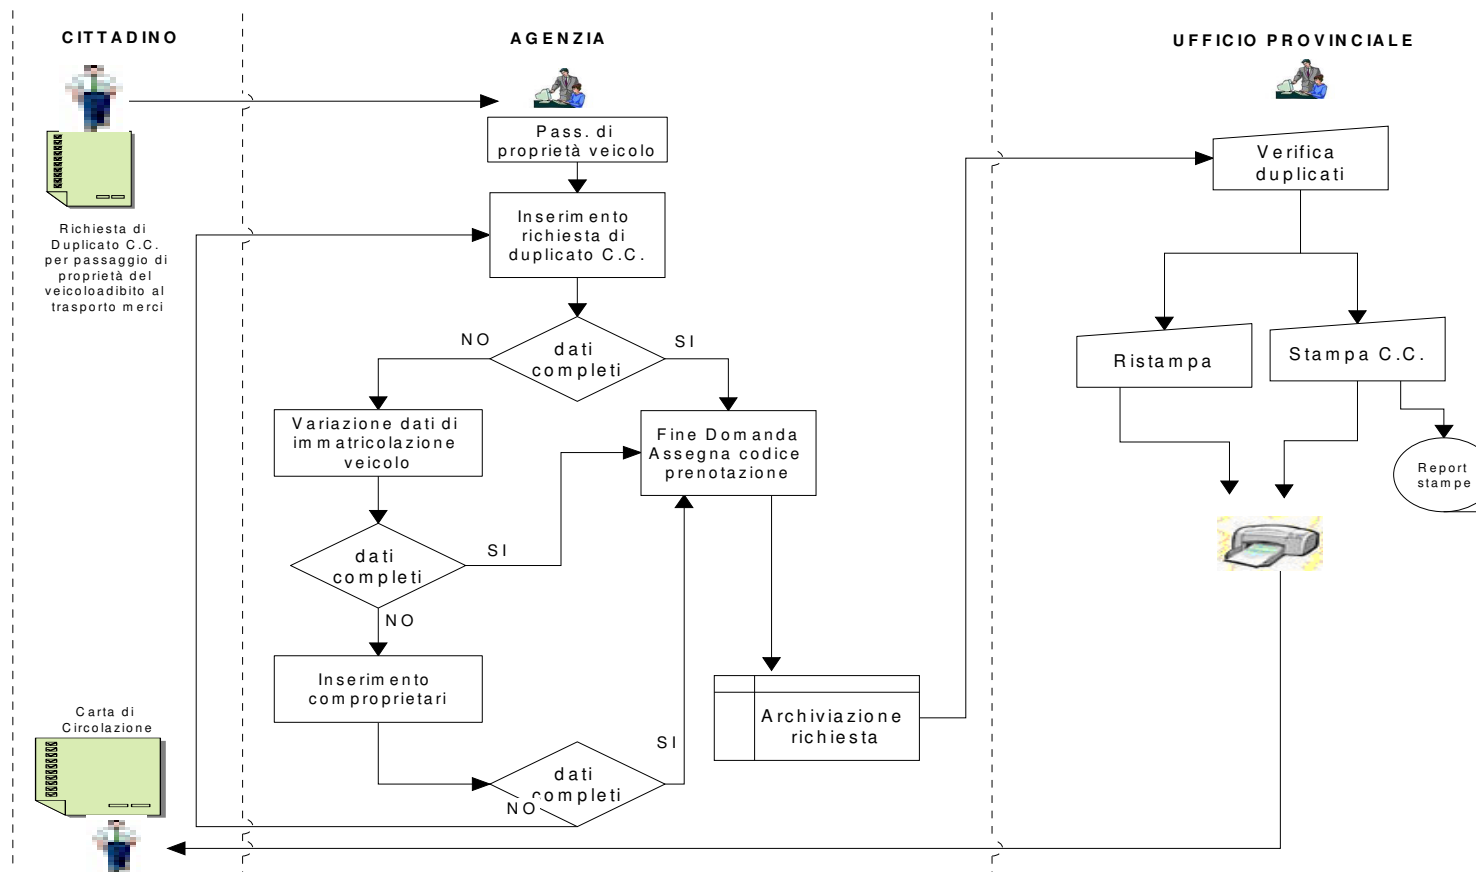 CITTADINO
AGENZIA
UFFICIO PROVINCIALE
Richiesta di
Duplicato C.C.
per passaggio di
proprietà del
veicoloadibito al
trasporto merci
Pass. di
proprietà veicolo
Inserimento
richiesta di
duplicato C.C.
NO
dati
completi
SI
Variazione dati di
immatricolazione
veicolo
Fine Domanda
Assegna codice
prenotazione
dati
completi
SI
NO
Inserimento
comproprietari
dati
completi
SI
NO
Archiviazione
richiesta
Verifica
duplicati
Ristampa
Stampa C.C.
Report
stampe
Carta di
Circolazione